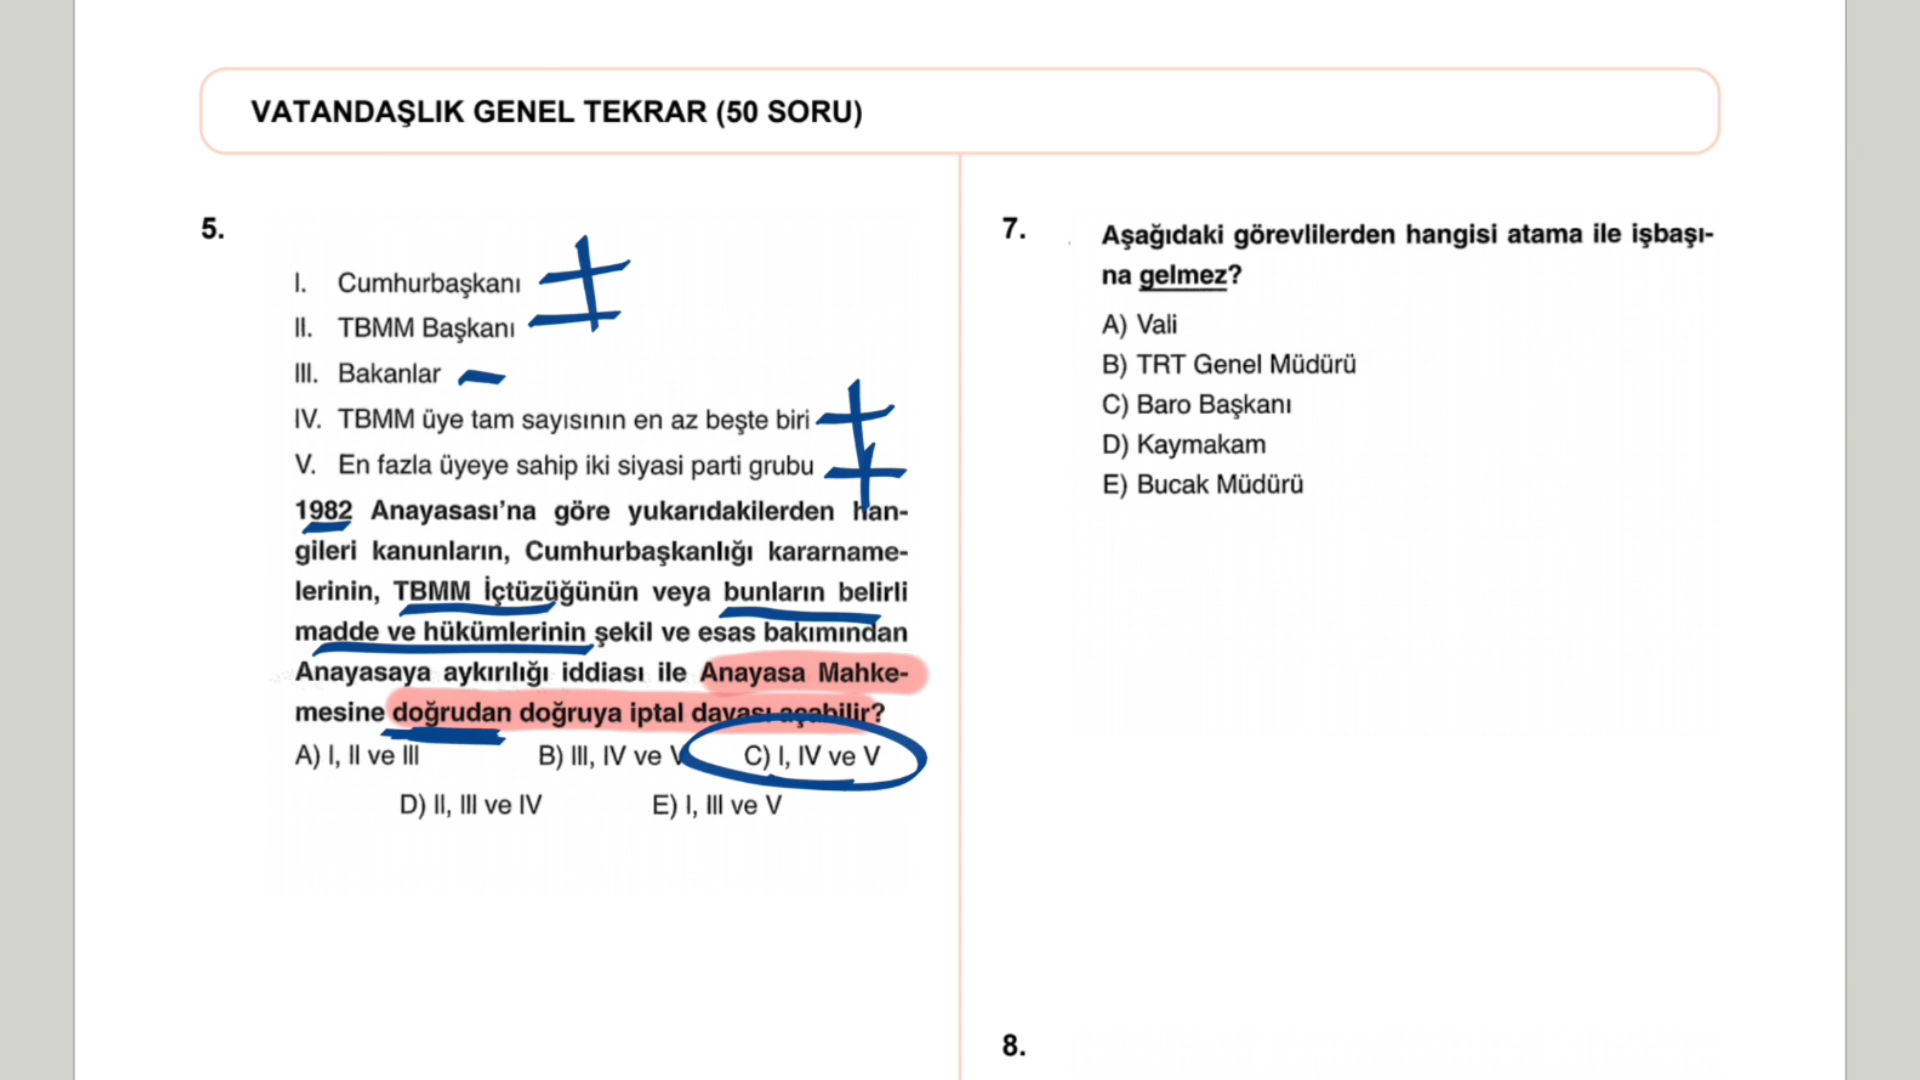 VATANDAŞLIK GENEL TEKRAR (50 SORU)
5.
I. Cumhurbaşkanı
II. TBMM Başkanı
III. Bakanlar
IV. TBMM üye tam sayısının en az beşte biri
V. En fazla üyeye sahip iki siyasi parti grubu
1982 Anayasası'na göre yukarıdakilerden han-
gileri kanunların, Cumhurbaşkanlığı kararname-
lerinin, TBMM İçtüzüğünün veya bunların belirli
madde ve hükümlerinin şekil ve esas bakımından
Anayasaya aykırılığı iddiası ile Anayasa Mahke-
mesine doğrudan doğruya iptal davası açabilir?
A) I, II ve III B) III, IV ve V C) I, IV ve V
D) II, III ve IV E) I, III ve V
7. Aşağıdaki görevlilerden hangisi atama ile işbaşı-
na gelmez?
A) Vali
B) TRT Genel Müdürü
C) Baro Başkanı
D) Kaymakam
E) Bucak Müdürü
8.